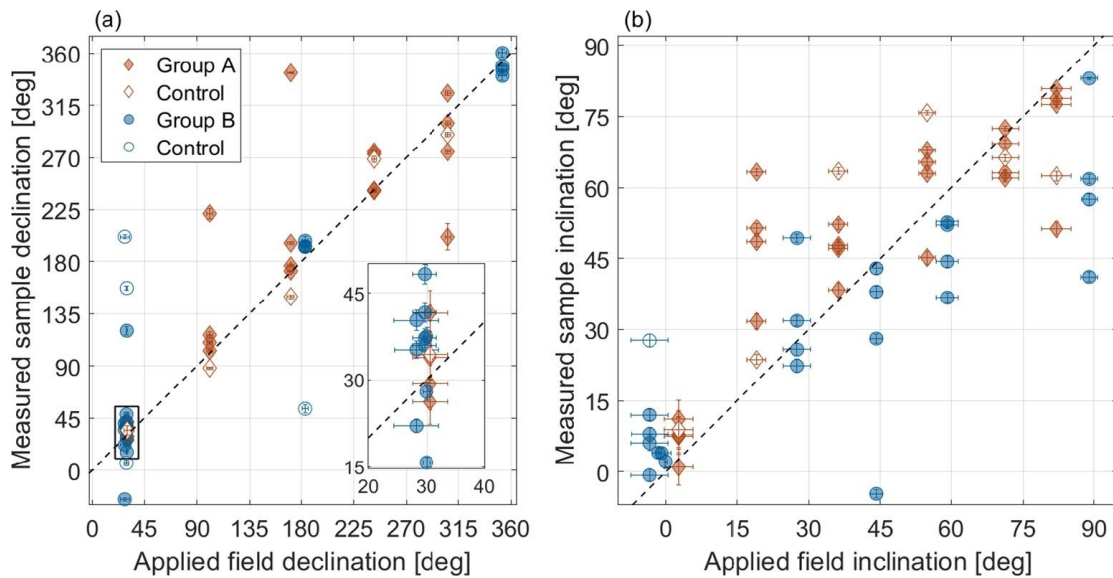 (a)
Measured sample declination [deg]
360
315
270
225
180
135
90
45
0
Group A
Control
Group B
Control
45
30
15
20 30 40
0 45 90 135 180 225 270 315 360
Applied field declination [deg]
(b)
Measured sample inclination [deg]
90
75
60
45
30
15
0
0 15 30 45 60 75 90
Applied field inclination [deg]